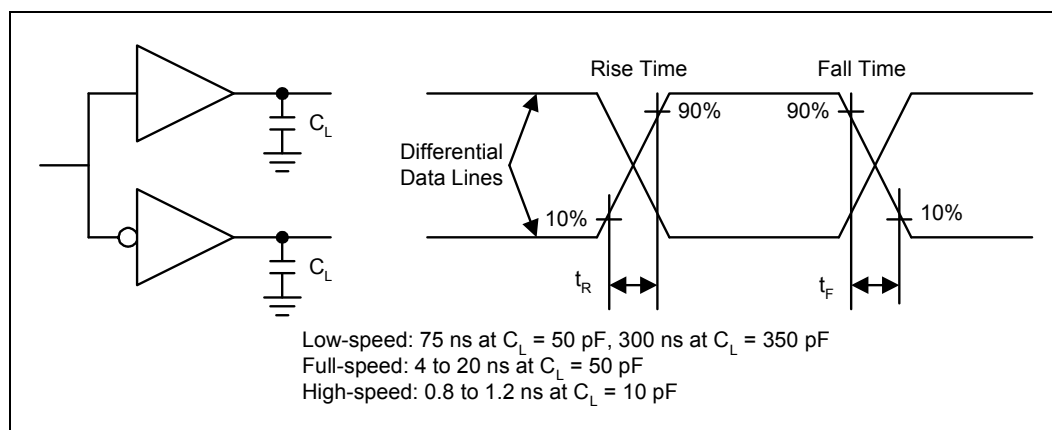 Rise Time
Fall Time
C_L
90%
90%
Differential
Data Lines
10%
10%
C_L
t_R
t_F
Low-speed: 75 ns at C_L = 50 pF, 300 ns at C_L = 350 pF
Full-speed: 4 to 20 ns at C_L = 50 pF
High-speed: 0.8 to 1.2 ns at C_L = 10 pF